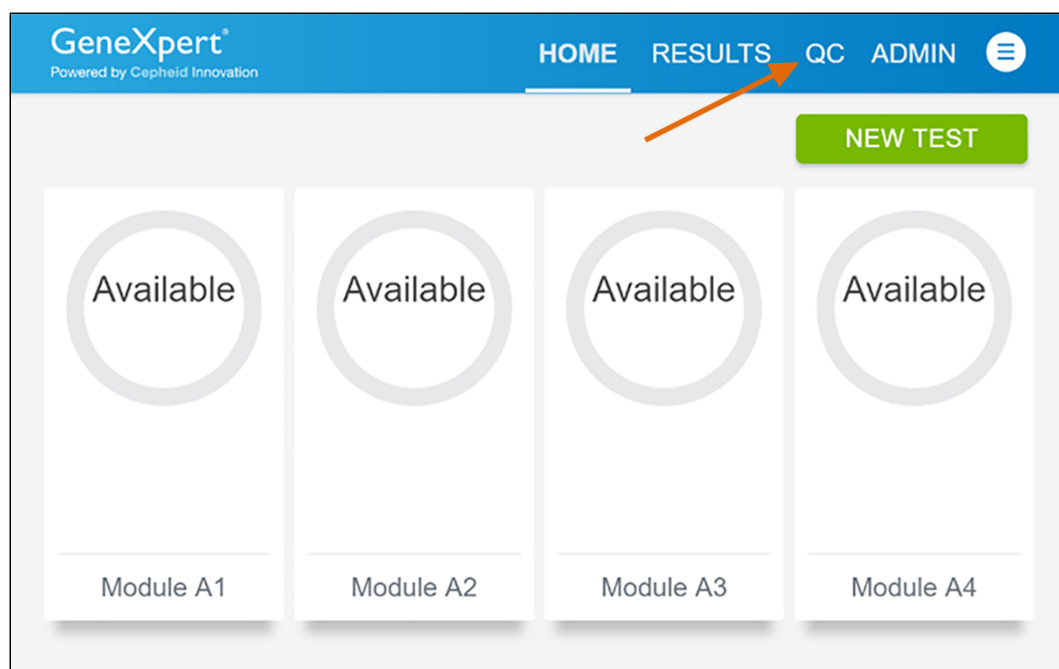 GeneXpert®
Powered by Cepheid Innovation
HOME RESULTS QC ADMIN
NEW TEST
Available Available Available Available
Module A1 Module A2 Module A3 Module A4